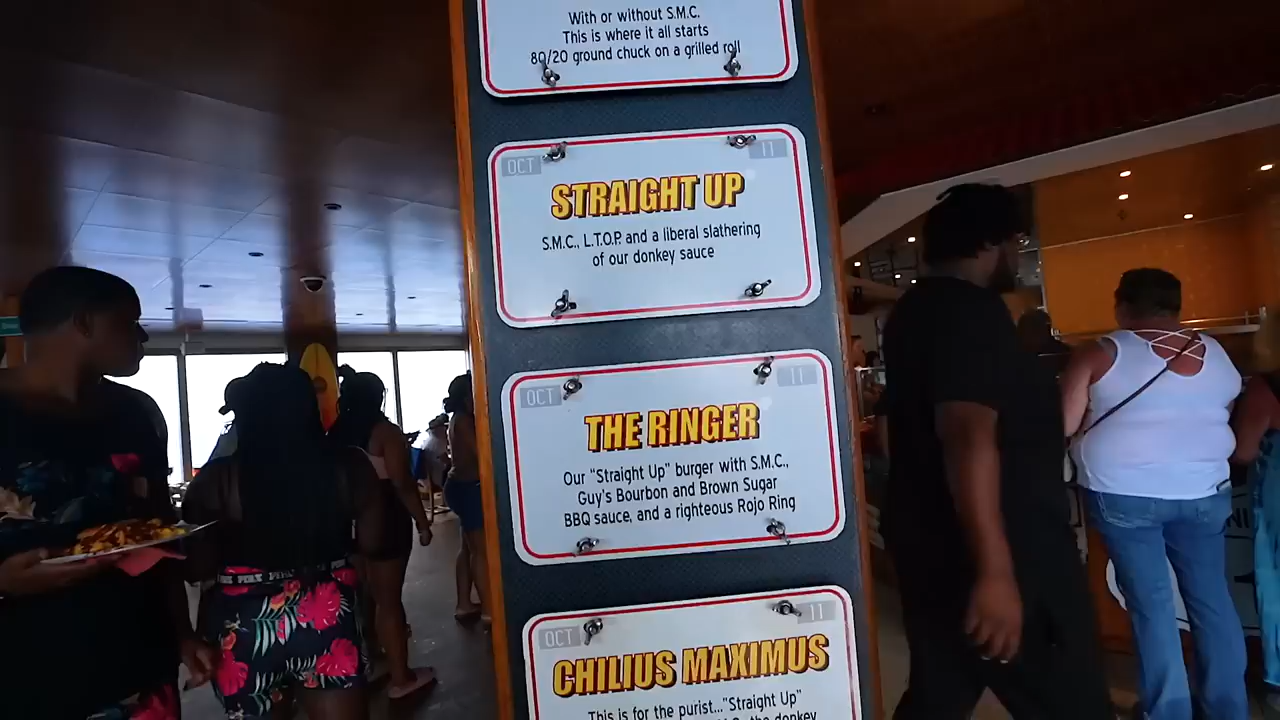 With or without S.M.C.
This is where it all starts
80/20 ground chuck on a grilled roll
OCT 11
STRAIGHT UP
S.M.C., L.T.O.P. and a liberal slathering
of our donkey sauce
OCT 11
THE RINGER
Our "Straight Up" burger with S.M.C.,
Guy's Bourbon and Brown Sugar
BBQ sauce, and a righteous Rojo Ring
OCT 11
CHILIUS MAXIMUS
This is for the purist..."Straight Up"
the donkey
PINK